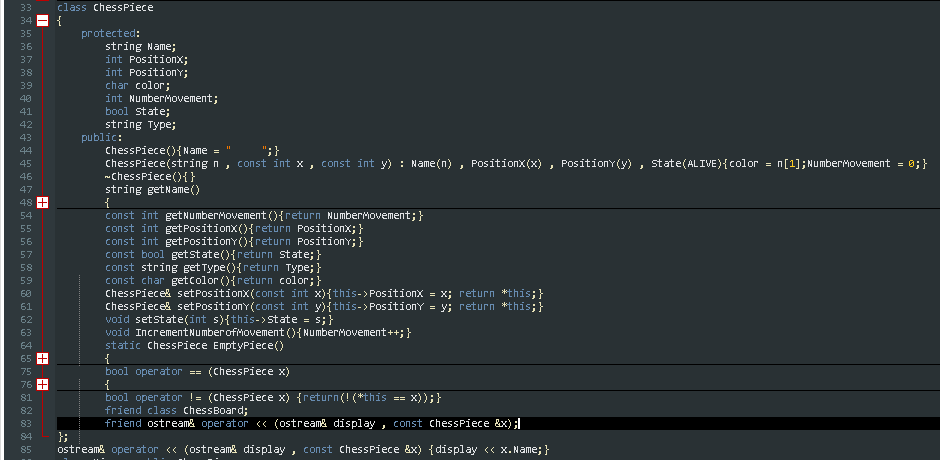 33 class ChessPiece
34 {
35 protected:
36 string Name;
37 int PositionX;
38 int PositionY;
39 char color;
40 int NumberMovement;
41 bool State;
42 string Type;
43 public:
44 ChessPiece(){Name = "     ";}
45 ChessPiece(string n , const int x , const int y) : Name(n) , PositionX(x) , PositionY(y) , State(ALIVE){color = n[1];NumberMovement = 0;}
46 ~ChessPiece(){}
47 string getName()
48 {
54 const int getNumberMovement(){return NumberMovement;}
55 const int getPositionX(){return PositionX;}
56 const int getPositionY(){return PositionY;}
57 const bool getState(){return State;}
58 const string getType(){return Type;}
59 const char getColor(){return color;}
60 ChessPiece& setPositionX(const int x){this->PositionX = x; return *this;}
61 ChessPiece& setPositionY(const int y){this->PositionY = y; return *this;}
62 void setState(int s){this->State = s;}
63 void IncrementNumberofMovement(){NumberMovement++;}
64 static ChessPiece EmptyPiece()
65 {
75 bool operator == (ChessPiece x)
76 {
81 bool operator != (ChessPiece x) {return(!(*this == x));}
82 friend class ChessBoard;
83 friend ostream& operator << (ostream& display , const ChessPiece &x);
84 };
85 ostream& operator << (ostream& display , const ChessPiece &x) {display << x.Name;}